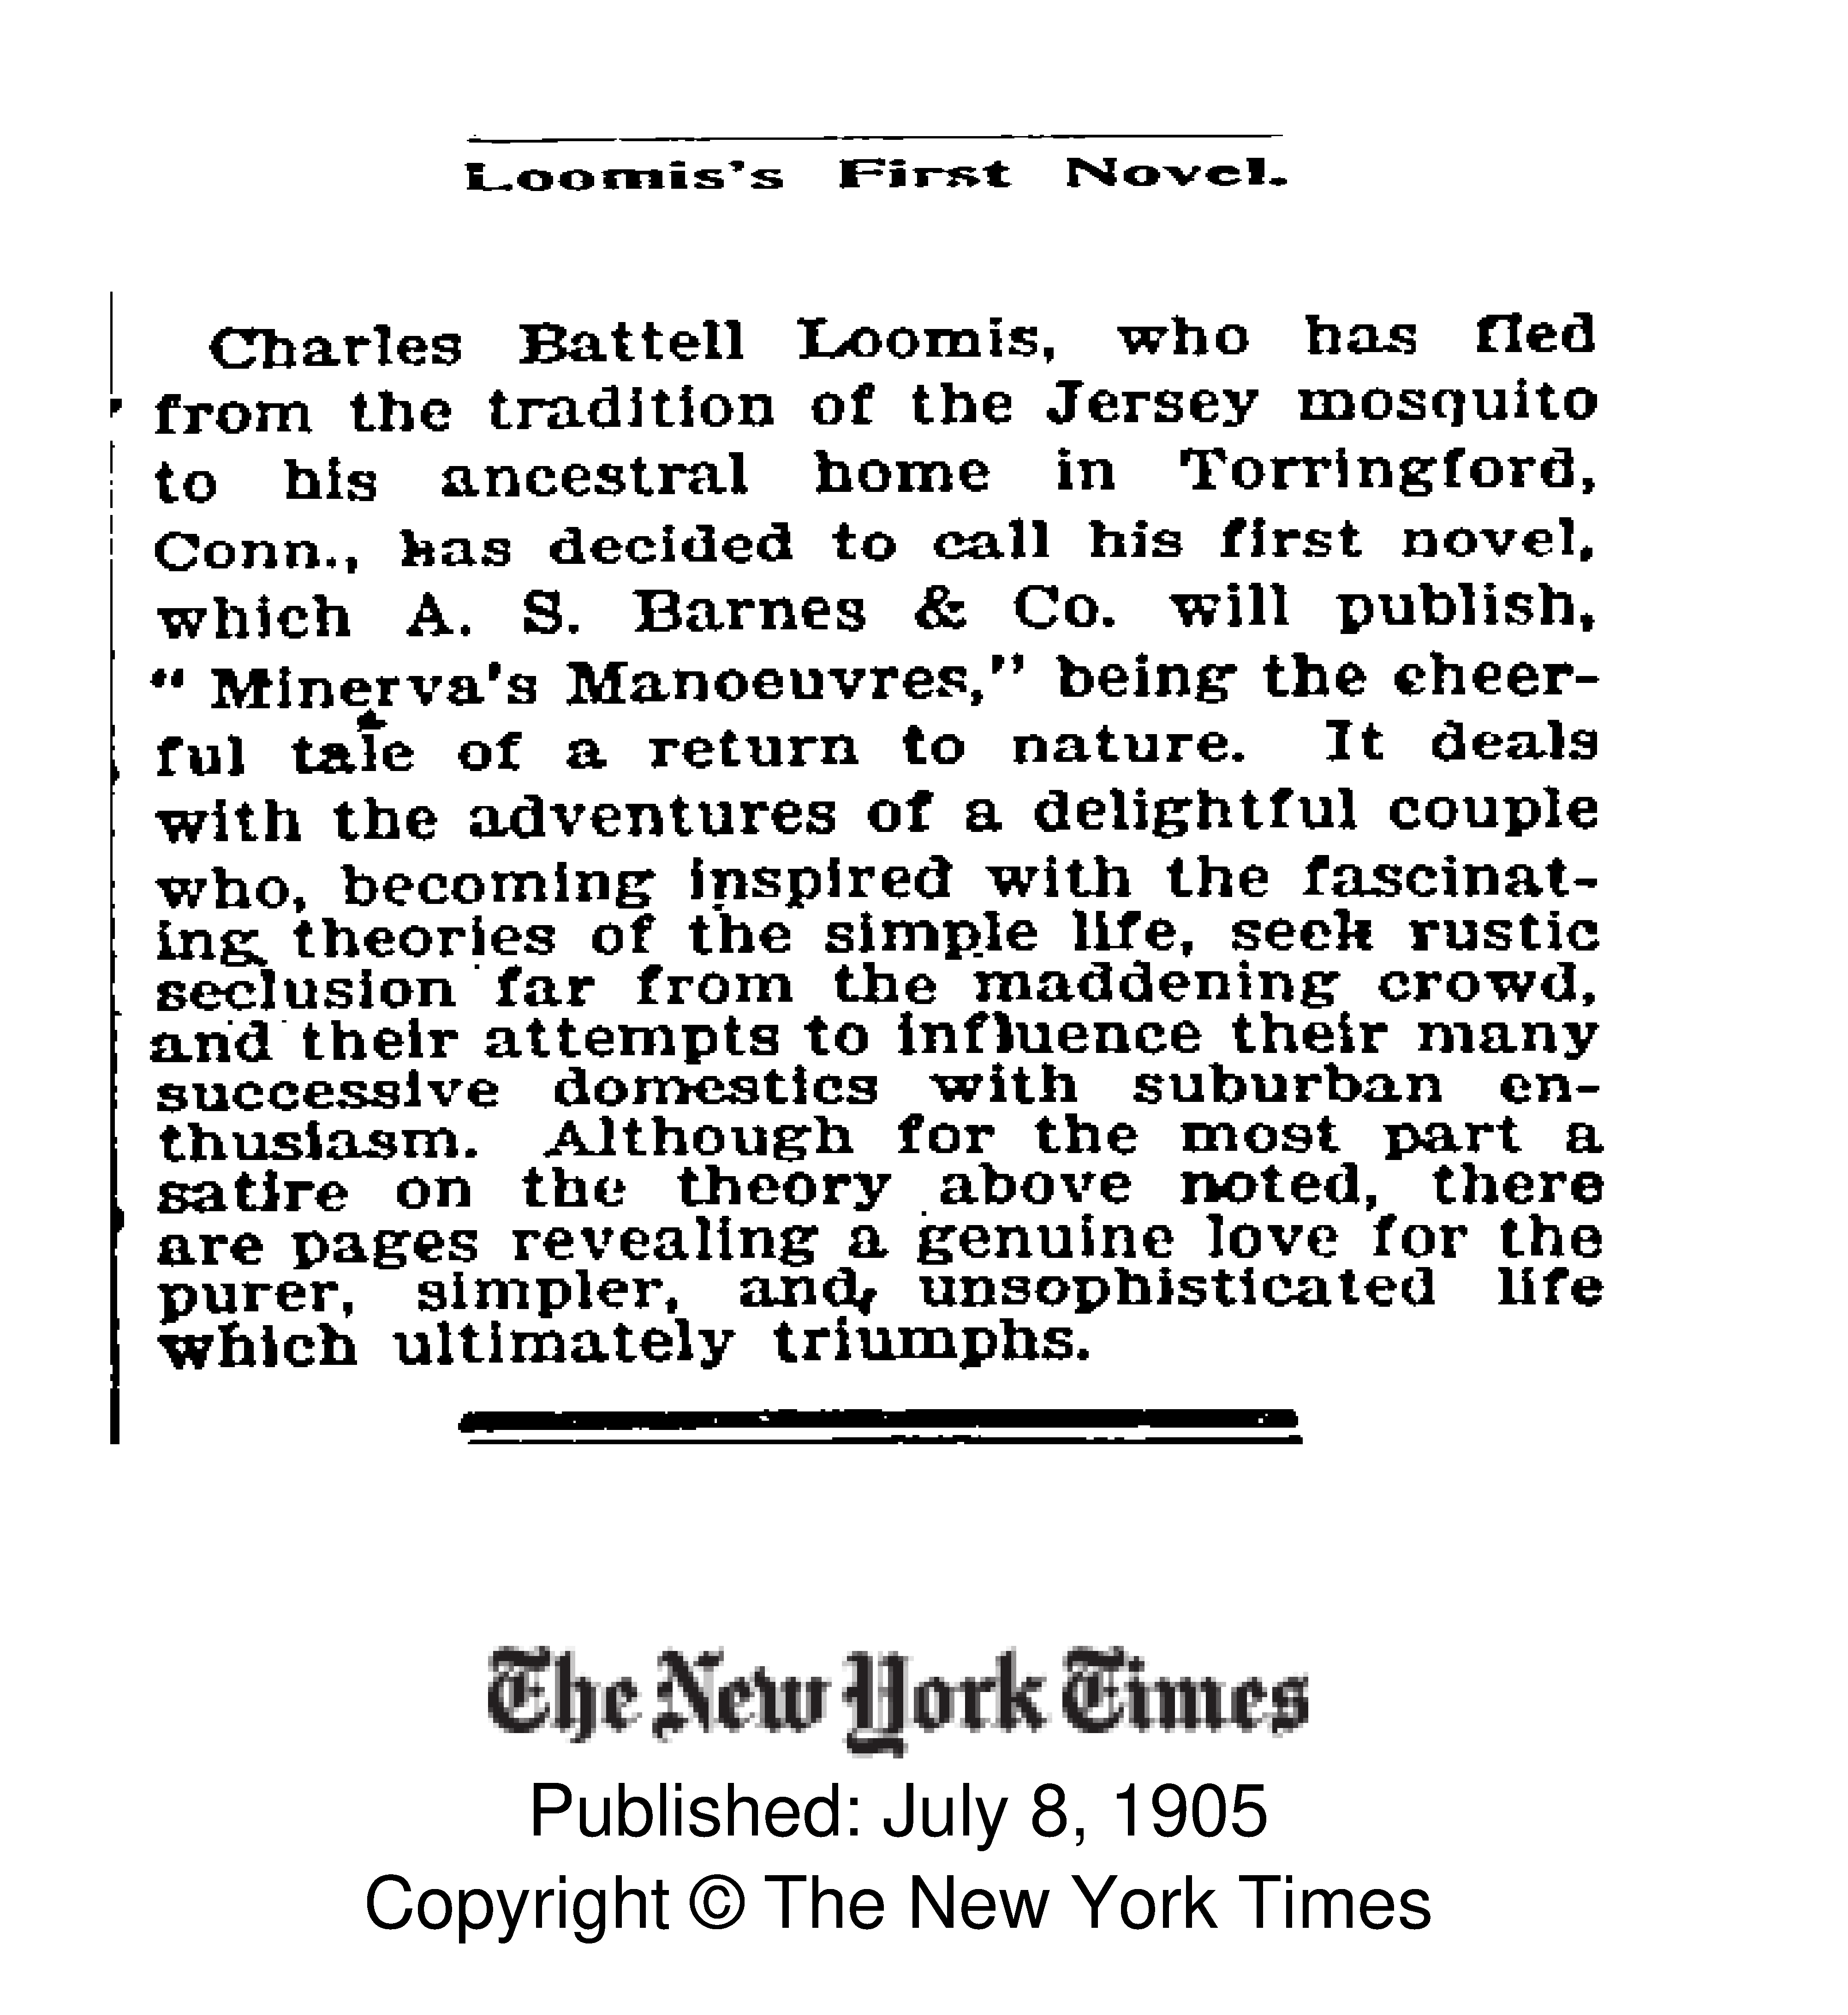 Loomis's First Novel.
Charles Battell Loomis, who has fled
from the tradition of the Jersey mosquito
to his ancestral home in Torringford,
Conn., has decided to call his first novel,
which A. S. Barnes & Co. will publish,
" Minerva's Manoeuvres," being the cheer-
ful tale of a return to nature. It deals
with the adventures of a delightful couple
who, becoming inspired with the fascinat-
ing theories of the simple life, seek rustic
seclusion far from the maddening crowd,
and their attempts to influence their many
successive domestics with suburban en-
thusiasm. Although for the most part a
satire on the theory above noted, there
are pages revealing a genuine love for the
purer, simpler, and, unsophisticated life
which ultimately triumphs.
The New York Times
Published: July 8, 1905
Copyright © The New York Times